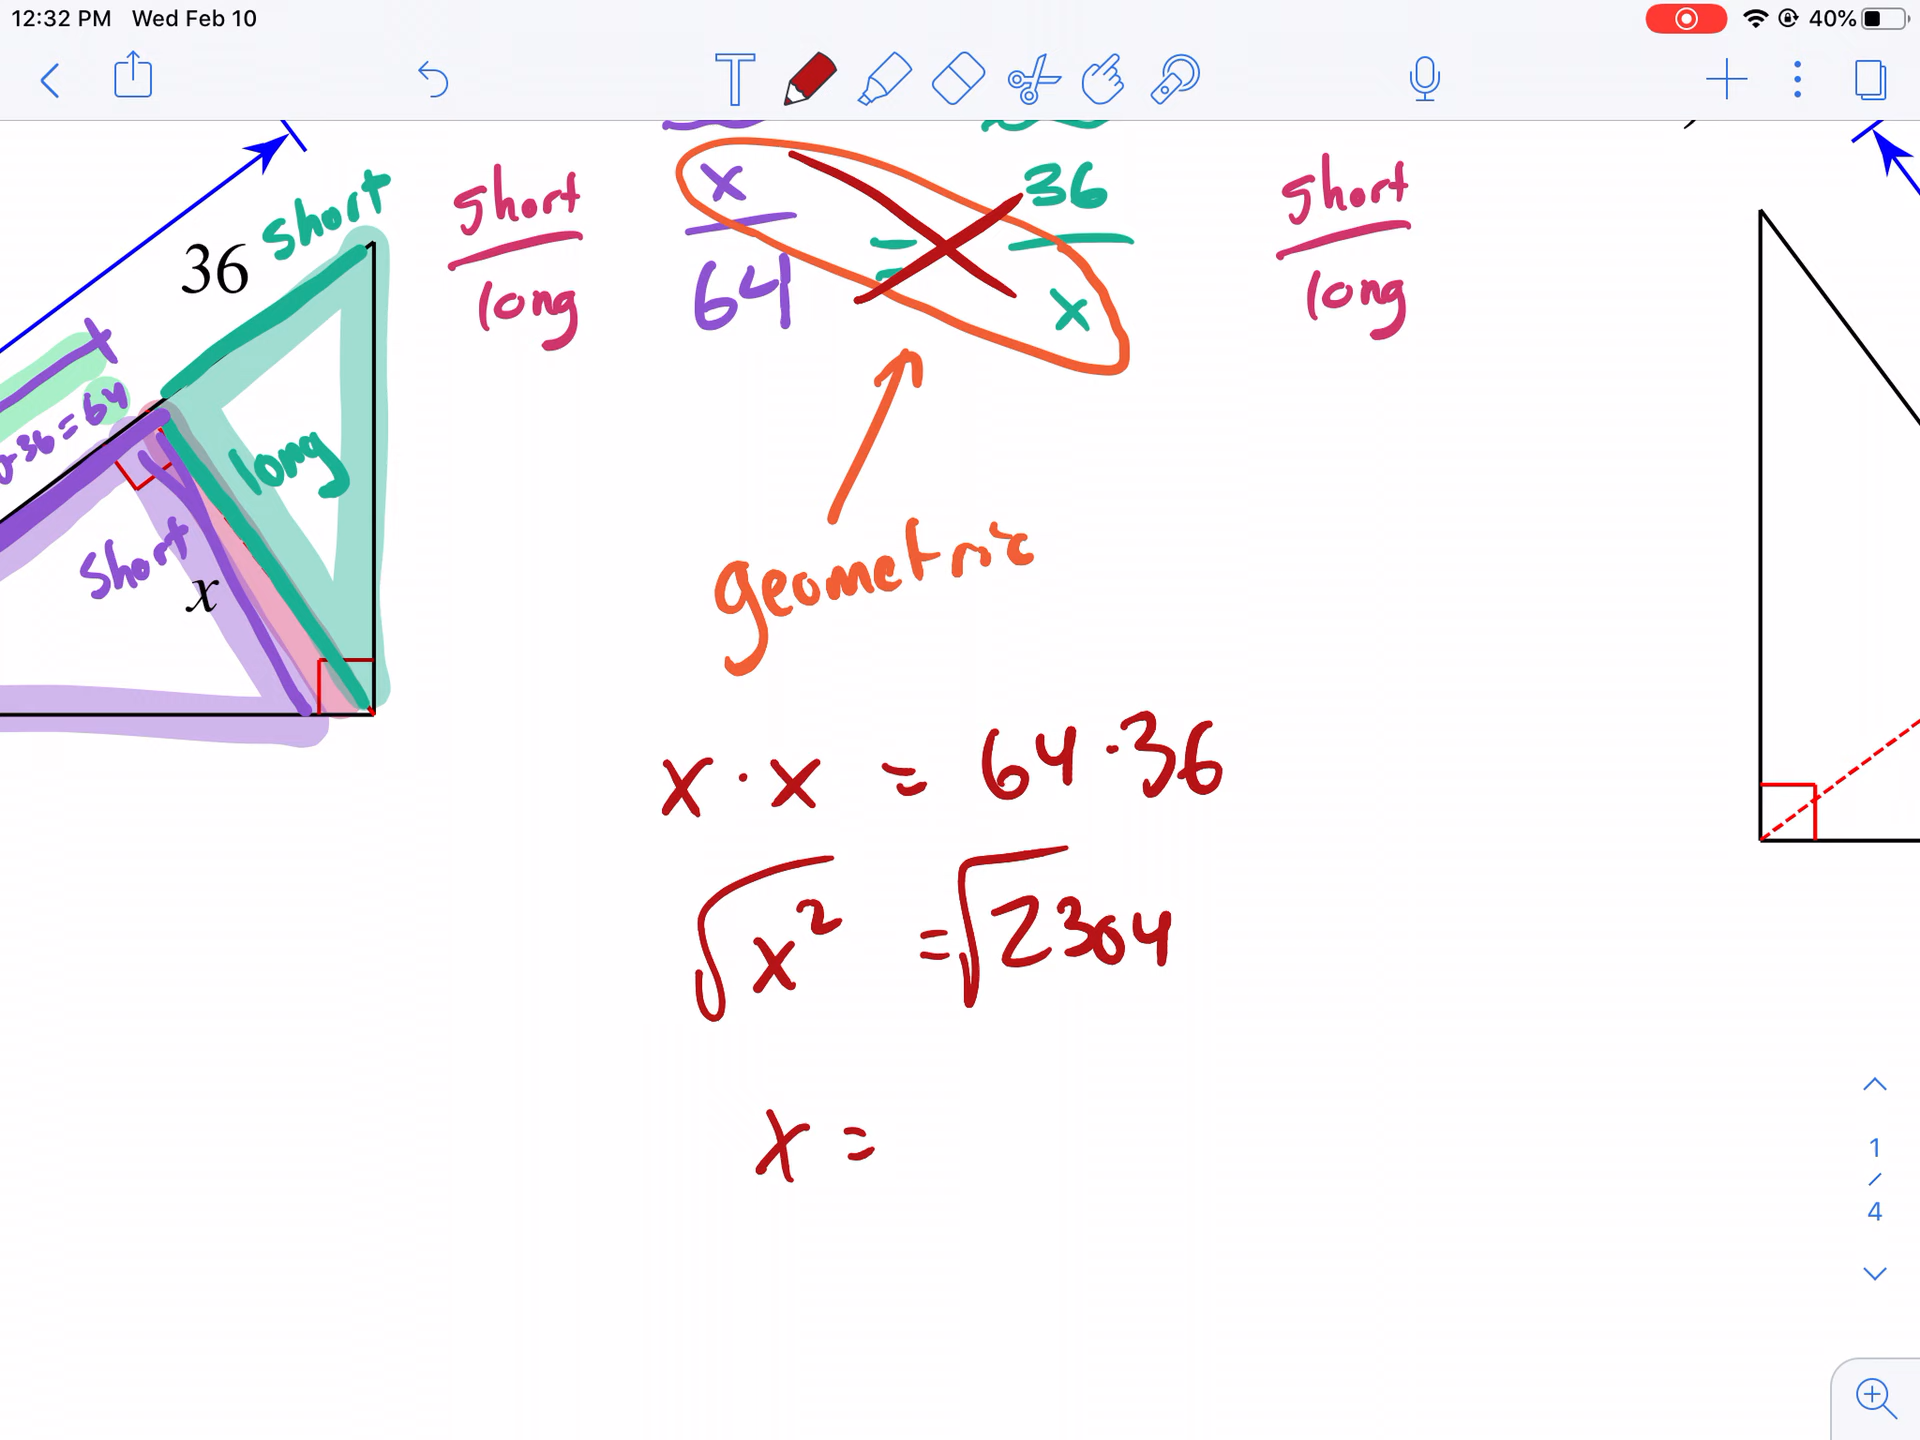 12:32 PM Wed Feb 10
40%
T
short
36
x
64
=
36
x
short
long
short
long
36 = 64
long
short
x
geometric
x · x = 64 · 36
√x² = √2304
x =
1
/
4